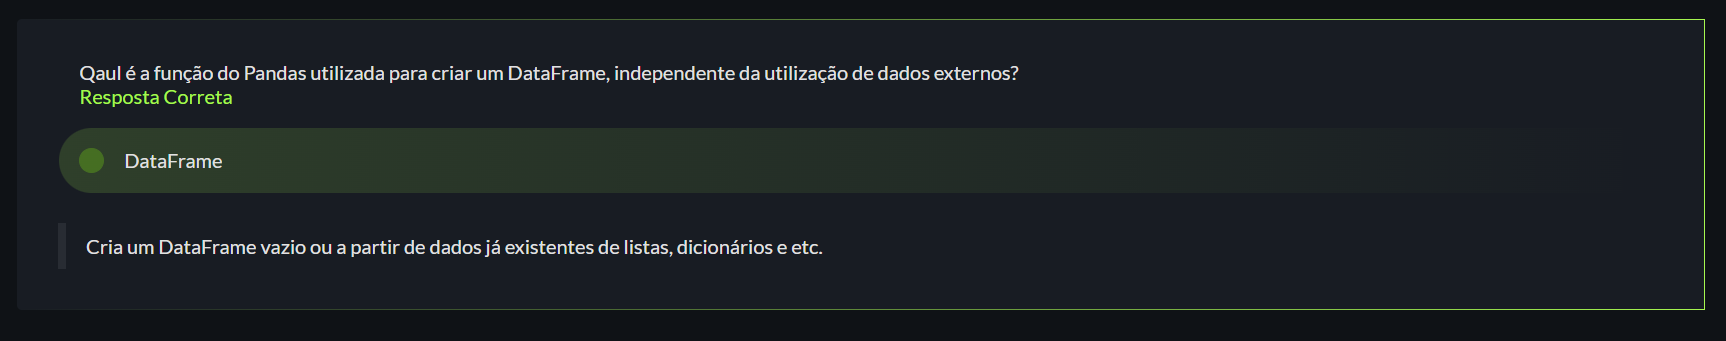 Qaul é a função do Pandas utilizada para criar um DataFrame, independente da utilização de dados externos?
Resposta Correta
DataFrame
Cria um DataFrame vazio ou a partir de dados já existentes de listas, dicionários e etc.